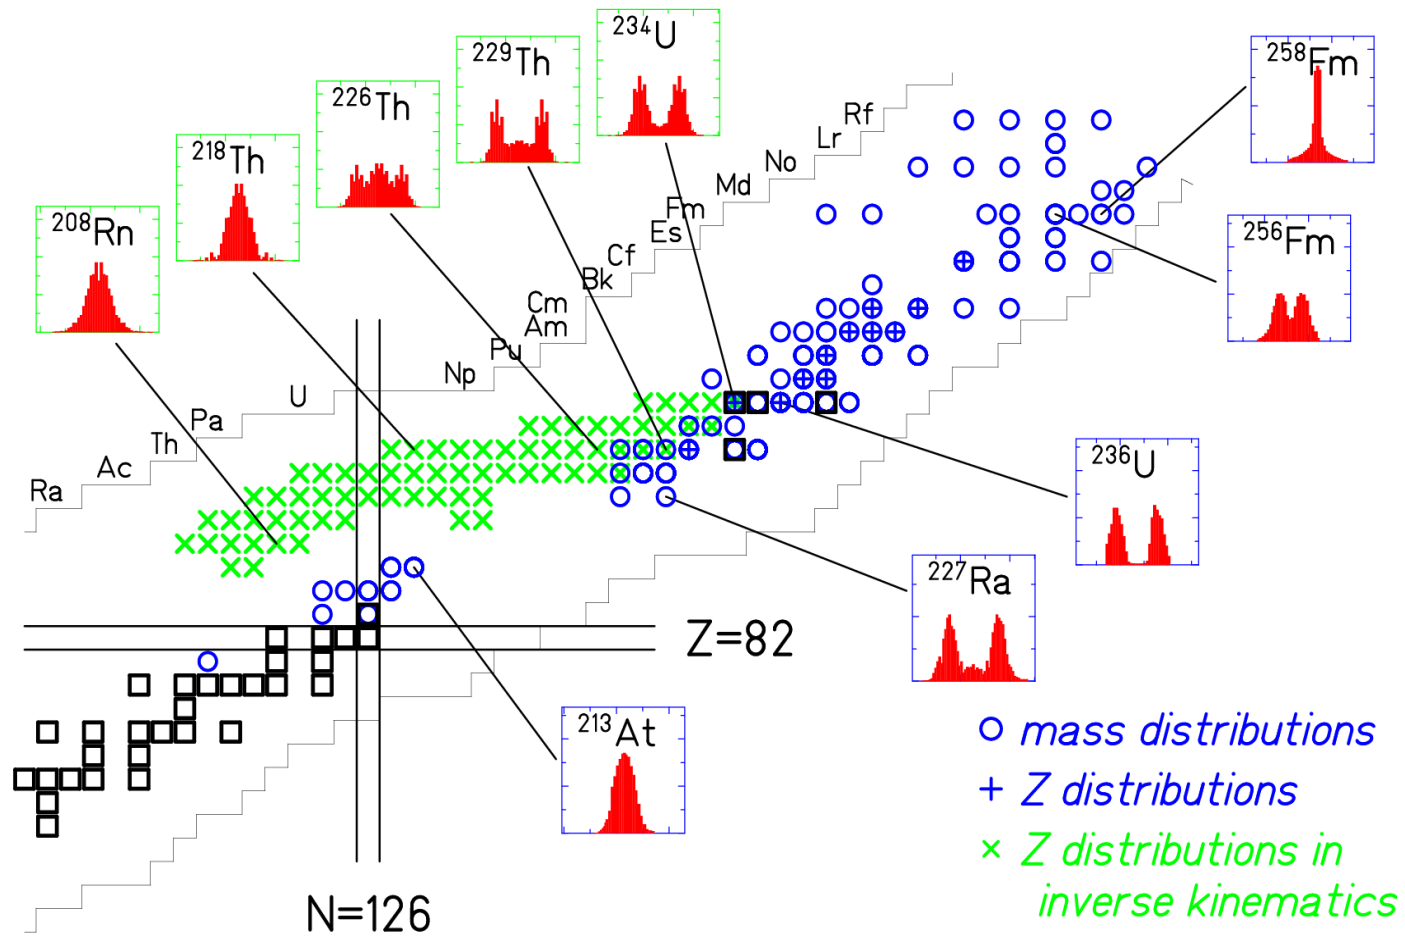 ²³⁴U
²²⁹Th
²²⁶Th
²¹⁸Th
²⁰⁸Rn
²⁵⁸Fm
²⁵⁶Fm
²³⁶U
²²⁷Ra
²¹³At
Rf
Lr
No
Md
Fm
Es
Cf
Bk
Cm
Am
Pu
Np
U
Pa
Th
Ac
Ra
Z=82
N=126
mass distributions
Z distributions
Z distributions in
inverse kinematics